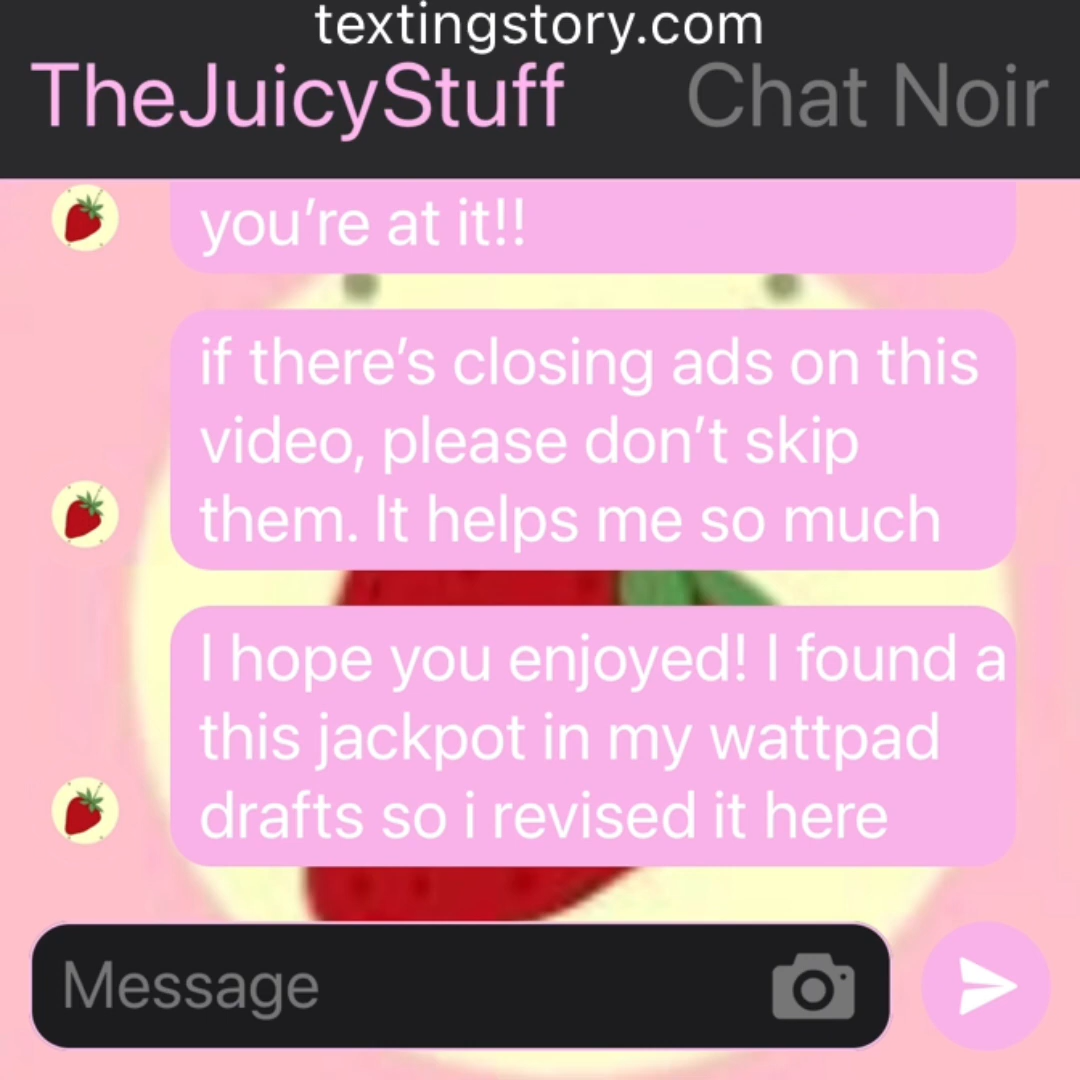 textingstory.com
TheJuicyStuff Chat Noir
you’re at it!!
if there’s closing ads on this
video, please don’t skip
them. It helps me so much
I hope you enjoyed! I found a
this jackpot in my wattpad
drafts so i revised it here
Message